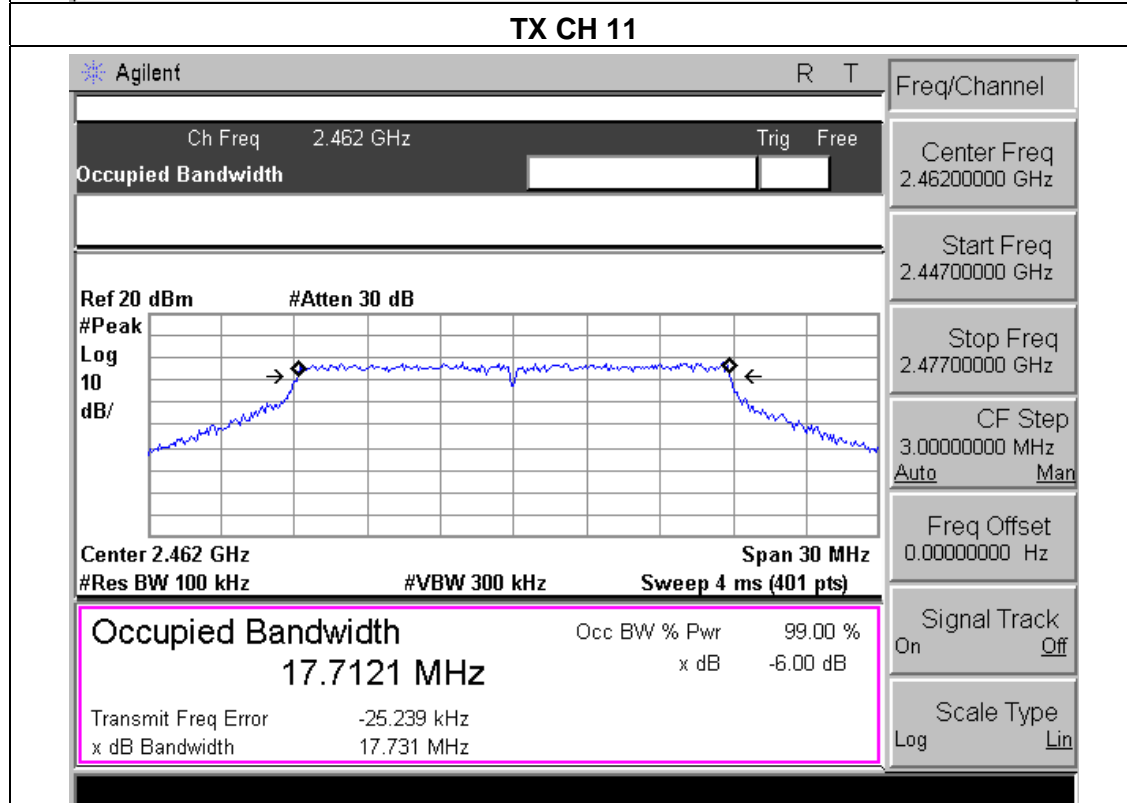 TX CH 11
Agilent R T
Ch Freq 2.462 GHz Trig Free
Occupied Bandwidth
Ref 20 dBm #Atten 30 dB
#Peak
Log
10
dB/
Center 2.462 GHz Span 30 MHz
#Res BW 100 kHz #VBW 300 kHz Sweep 4 ms (401 pts)
Occupied Bandwidth
17.7121 MHz
Occ BW % Pwr 99.00 %
x dB -6.00 dB
Transmit Freq Error -25.239 kHz
x dB Bandwidth 17.731 MHz
Freq/Channel
Center Freq
2.46200000 GHz
Start Freq
2.44700000 GHz
Stop Freq
2.47700000 GHz
CF Step
3.00000000 MHz
Auto Man
Freq Offset
0.00000000 Hz
Signal Track
On Off
Scale Type
Log Lin